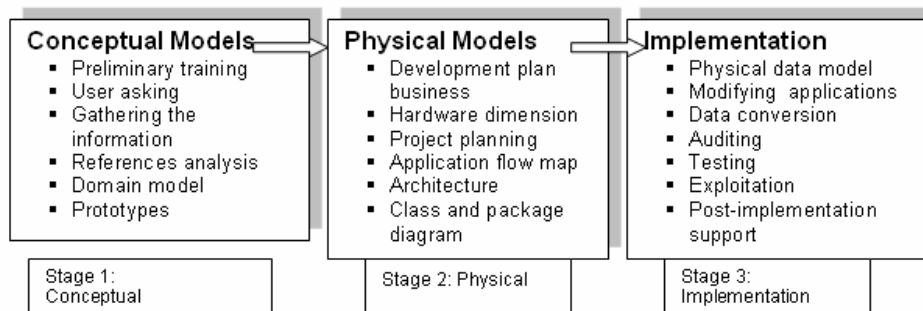 Conceptual Models
▪ Preliminary training
▪ User asking
▪ Gathering the
information
▪ References analysis
▪ Domain model
▪ Prototypes
Stage 1:
Conceptual
Physical Models
▪ Development plan
business
▪ Hardware dimension
▪ Project planning
▪ Application flow map
▪ Architecture
▪ Class and package
diagram
Stage 2: Physical
Implementation
▪ Physical data model
▪ Modifying applications
▪ Data conversion
▪ Auditing
▪ Testing
▪ Exploitation
▪ Post-implementation
support
Stage 3:
Implementation